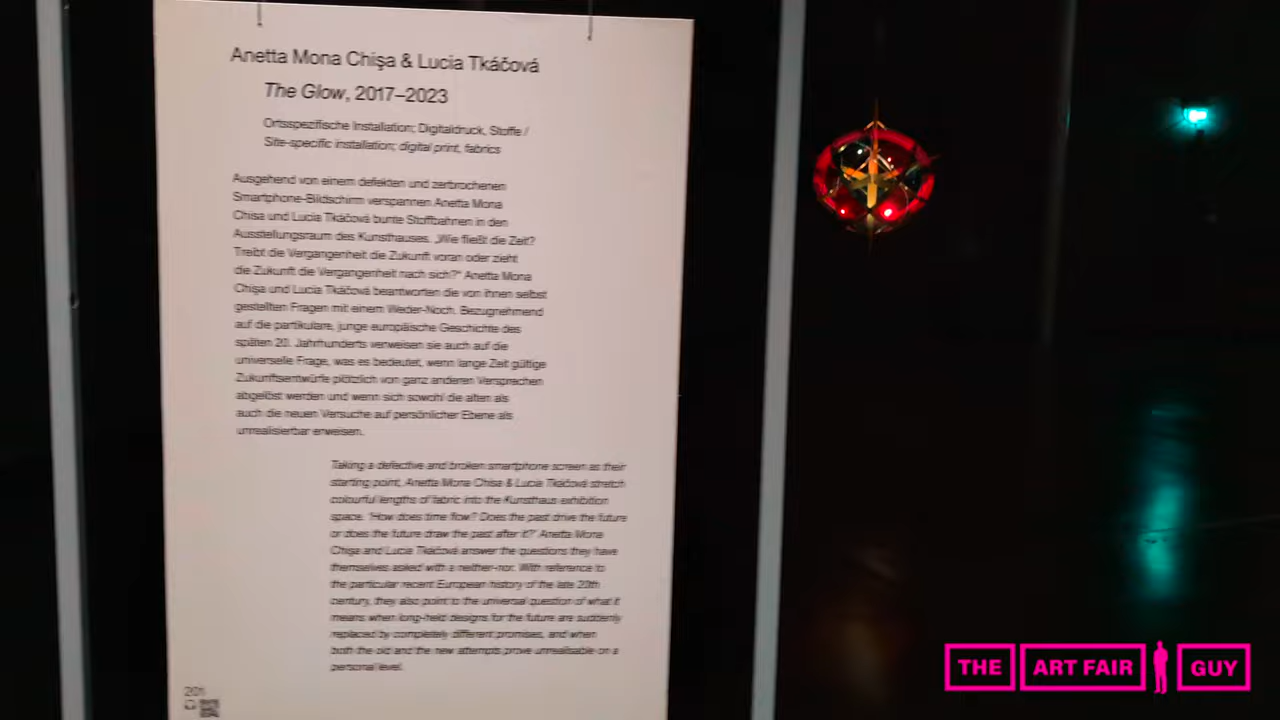 Anetta Mona Chişa & Lucia Tkáčová
The Glow, 2017–2023
Ortsspezifische Installation; Digitaldruck, Stoffe /
Site-specific installation; digital print, fabrics
Ausgehend von einem defekten und zerbrochenen
Smartphone-Bildschirm verspannen Anetta Mona
Chişa und Lucia Tkáčová bunte Stoffbahnen in den
Ausstellungsraum des Kunsthauses. „Wie fließt die Zeit?
Treibt die Vergangenheit die Zukunft voran oder zieht
die Zukunft die Vergangenheit nach sich?“ Anetta Mona
Chişa und Lucia Tkáčová beantworten die von ihnen selbst
gestellten Fragen mit einem Weder-Noch. Bezugnehmend
auf die partikulare, junge europäische Geschichte des
späten 20. Jahrhunderts verweisen sie auch auf die
universelle Frage, was es bedeutet, wenn lange Zeit gültige
Zukunftsentwürfe plötzlich von ganz anderen Versprechen
abgelöst werden und wenn sich sowohl die alten als
auch die neuen Versuche auf persönlicher Ebene als
unrealisierbar erweisen.
Taking a defective and broken smartphone screen as their
starting point, Anetta Mona Chişa & Lucia Tkáčová stretch
colourful lengths of fabric into the Kunsthaus exhibition
space. ‘How does time flow? Does the past drive the future
or does the future draw the past after it?’ Anetta Mona
Chişa and Lucia Tkáčová answer the questions they have
themselves asked with a neither-nor. With reference to
the particular recent European history of the late 20th
century, they also point to the universal question of what it
means when long-held designs for the future are suddenly
replaced by completely different promises, and when
both the old and the new attempts prove unrealisable on a
personal level.
201
THE ART FAIR GUY